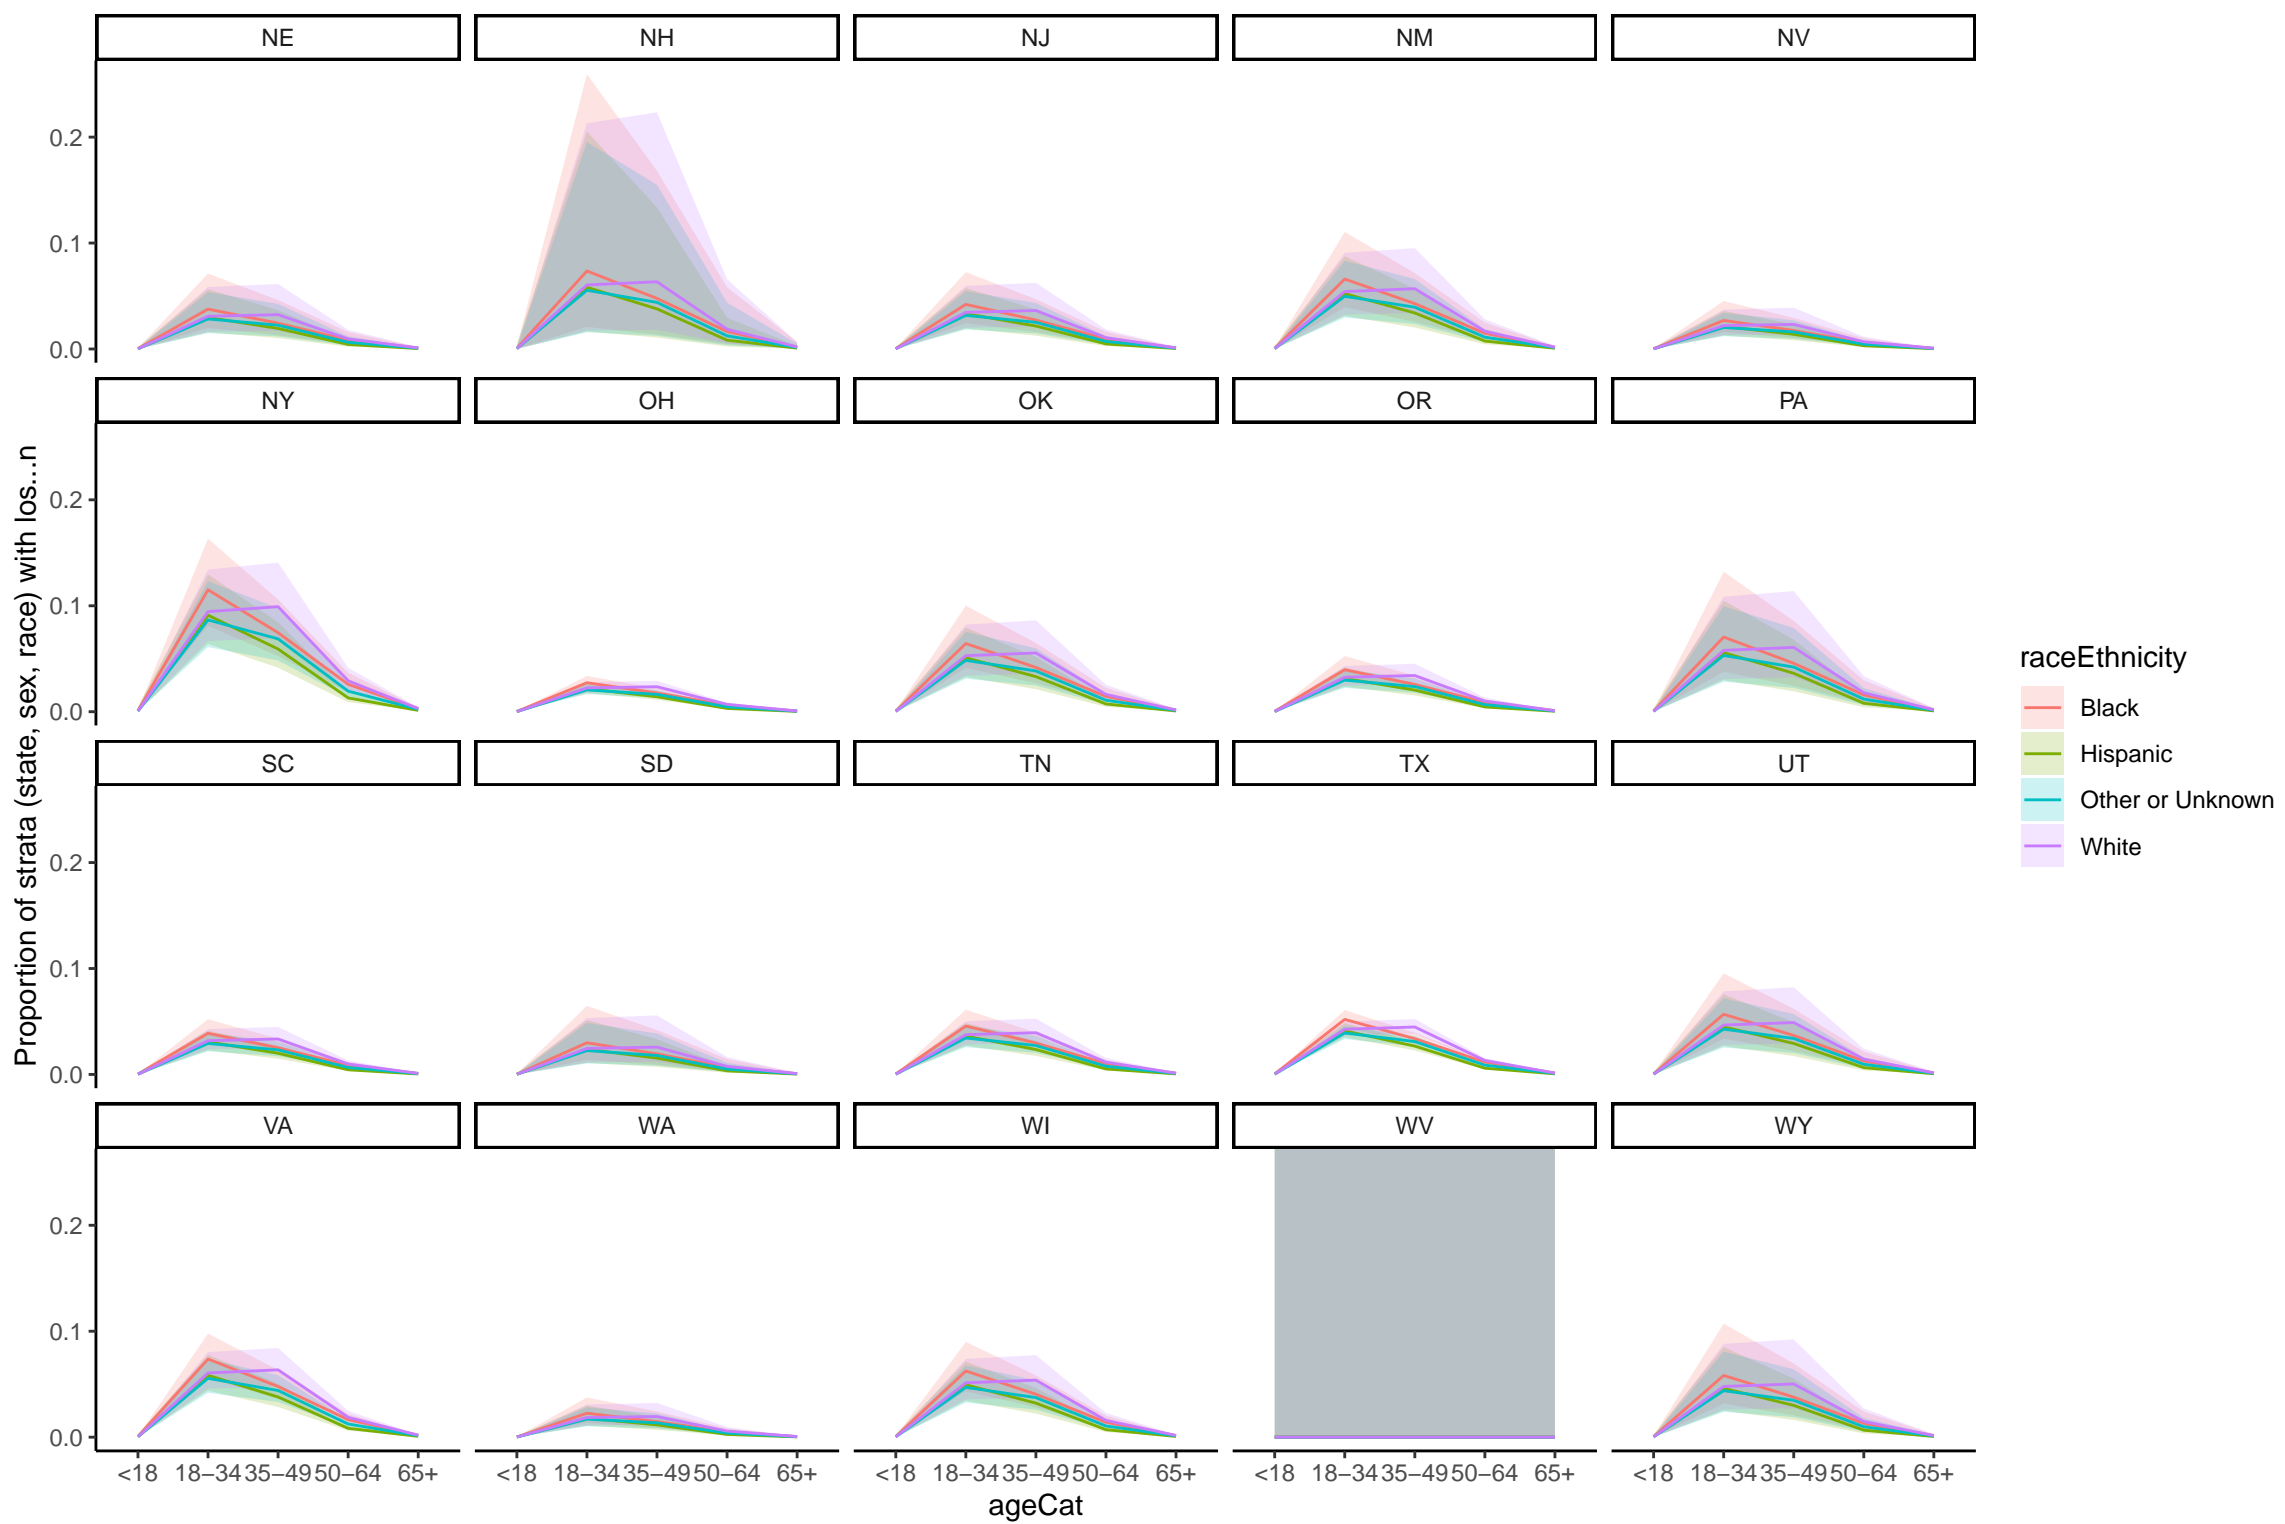 NE NH NJ NM NV
0.2
0.1
0.0
NY OH OK OR PA
0.2
0.1
0.0
SC SD TN TX UT
0.2
0.1
0.0
VA WA WI WV WY
0.2
0.1
0.0
<18 18–34 35–49 50–64 65+ <18 18–34 35–49 50–64 65+ <18 18–34 35–49 50–64 65+ <18 18–34 35–49 50–64 65+ <18 18–34 35–49 50–64 65+
ageCat
Proportion of strata (state, sex, race) with los...n
raceEthnicity
Black
Hispanic
Other or Unknown
White